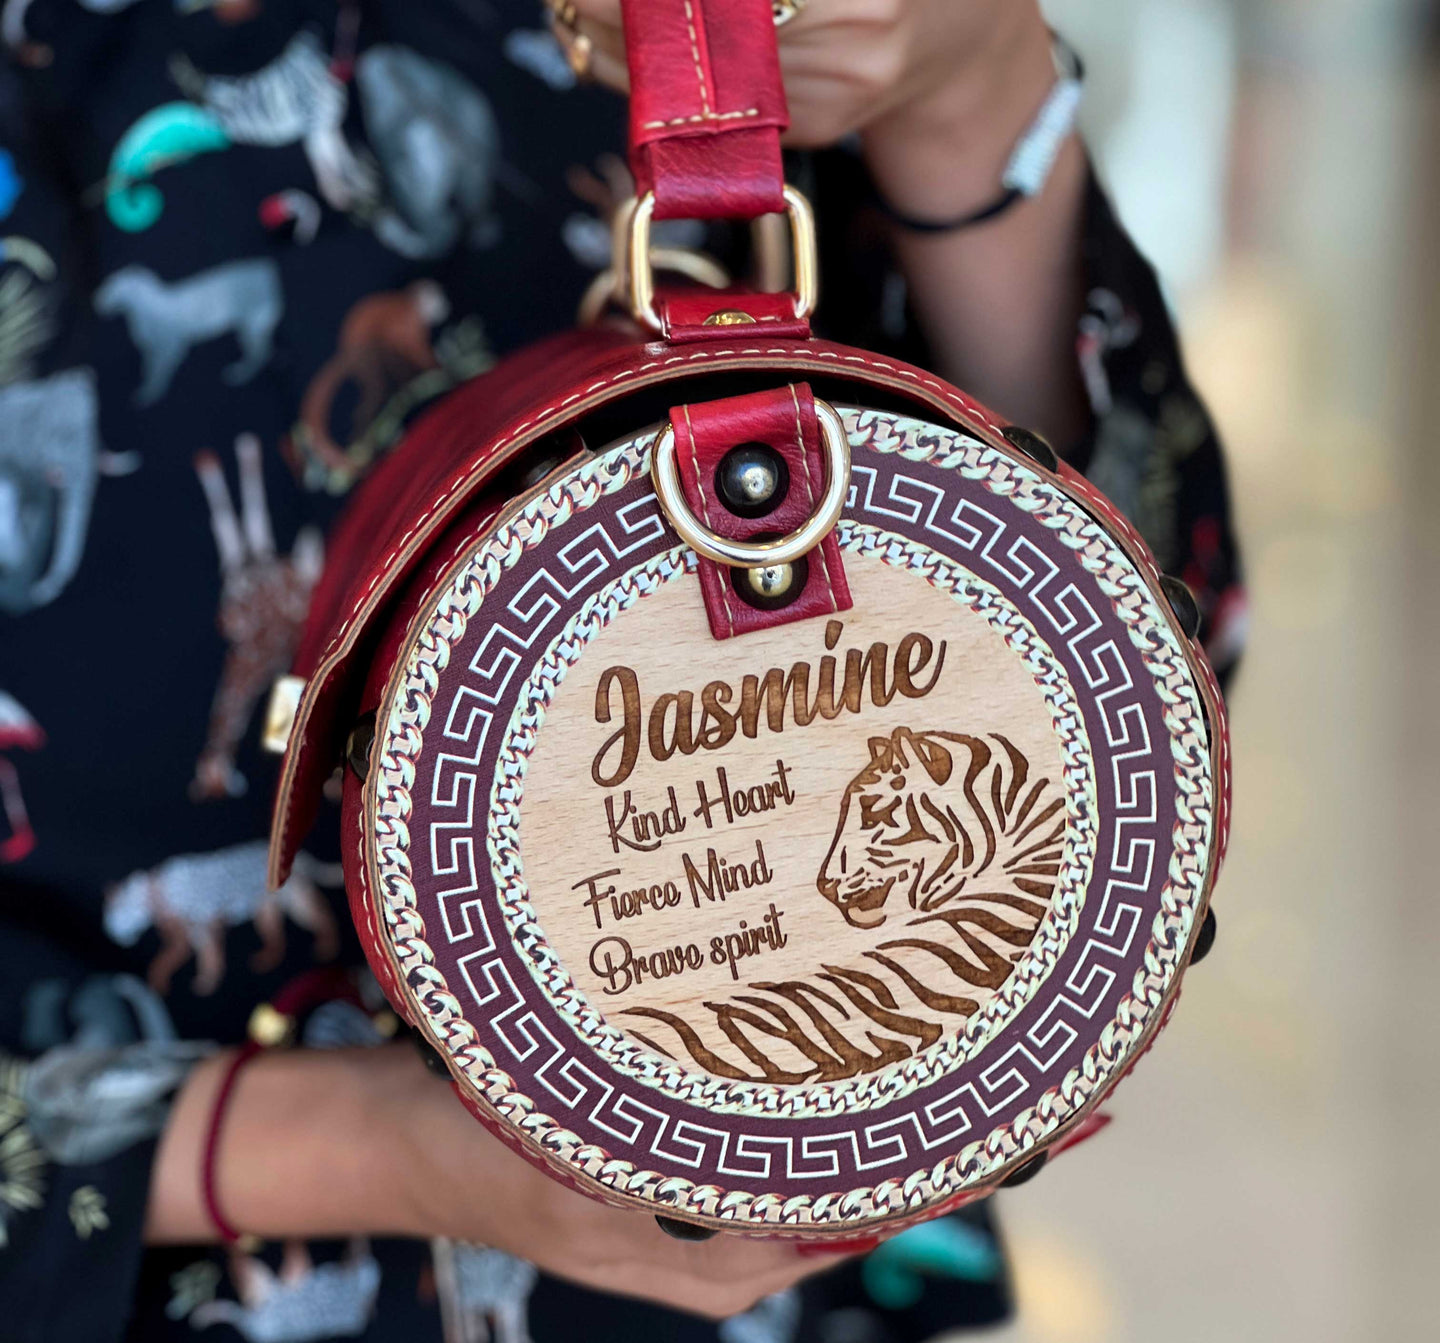 Jasmine
Kind Heart
Fierce Mind
Brave spirit